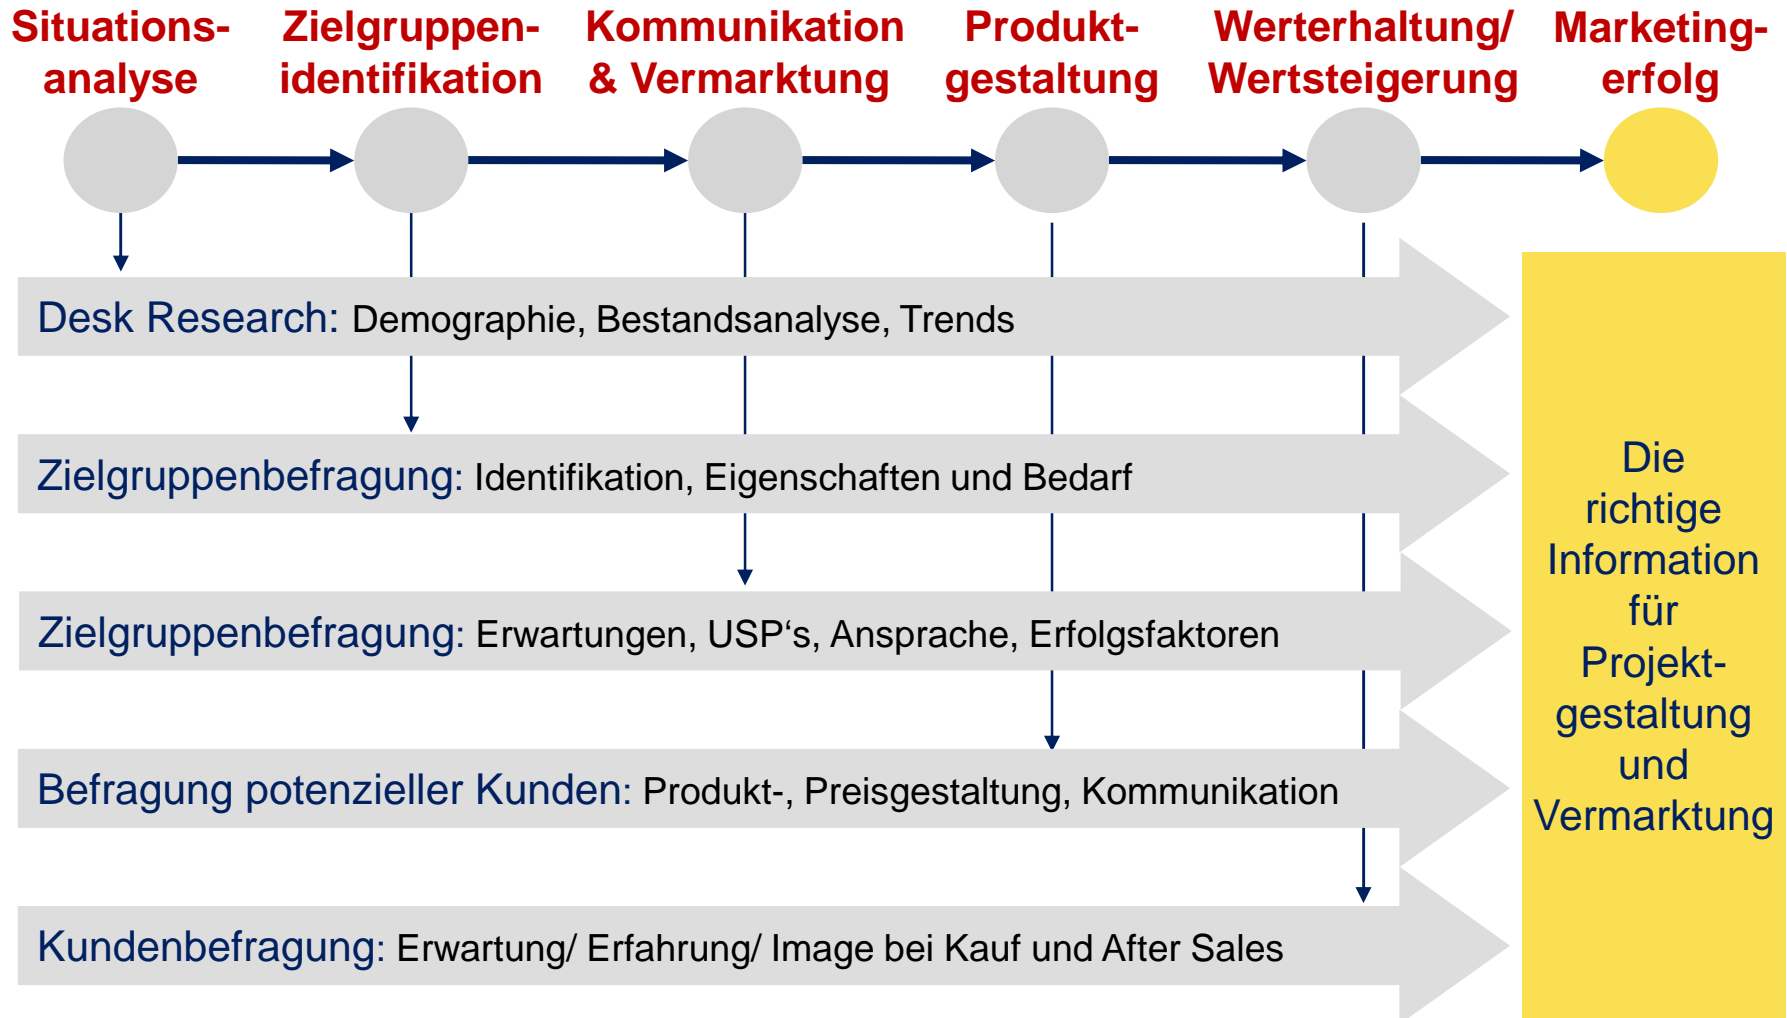 Situations-
analyse
Zielgruppen-
identifikation
Kommunikation
& Vermarktung
Produkt-
gestaltung
Werterhaltung/
Wertsteigerung
Marketing-
erfolg
Desk Research: Demographie, Bestandsanalyse, Trends
Zielgruppenbefragung: Identifikation, Eigenschaften und Bedarf
Zielgruppenbefragung: Erwartungen, USP‘s, Ansprache, Erfolgsfaktoren
Befragung potenzieller Kunden: Produkt-, Preisgestaltung, Kommunikation
Kundenbefragung: Erwartung/ Erfahrung/ Image bei Kauf und After Sales
Die
richtige
Information
für
Projekt-
gestaltung
und
Vermarktung